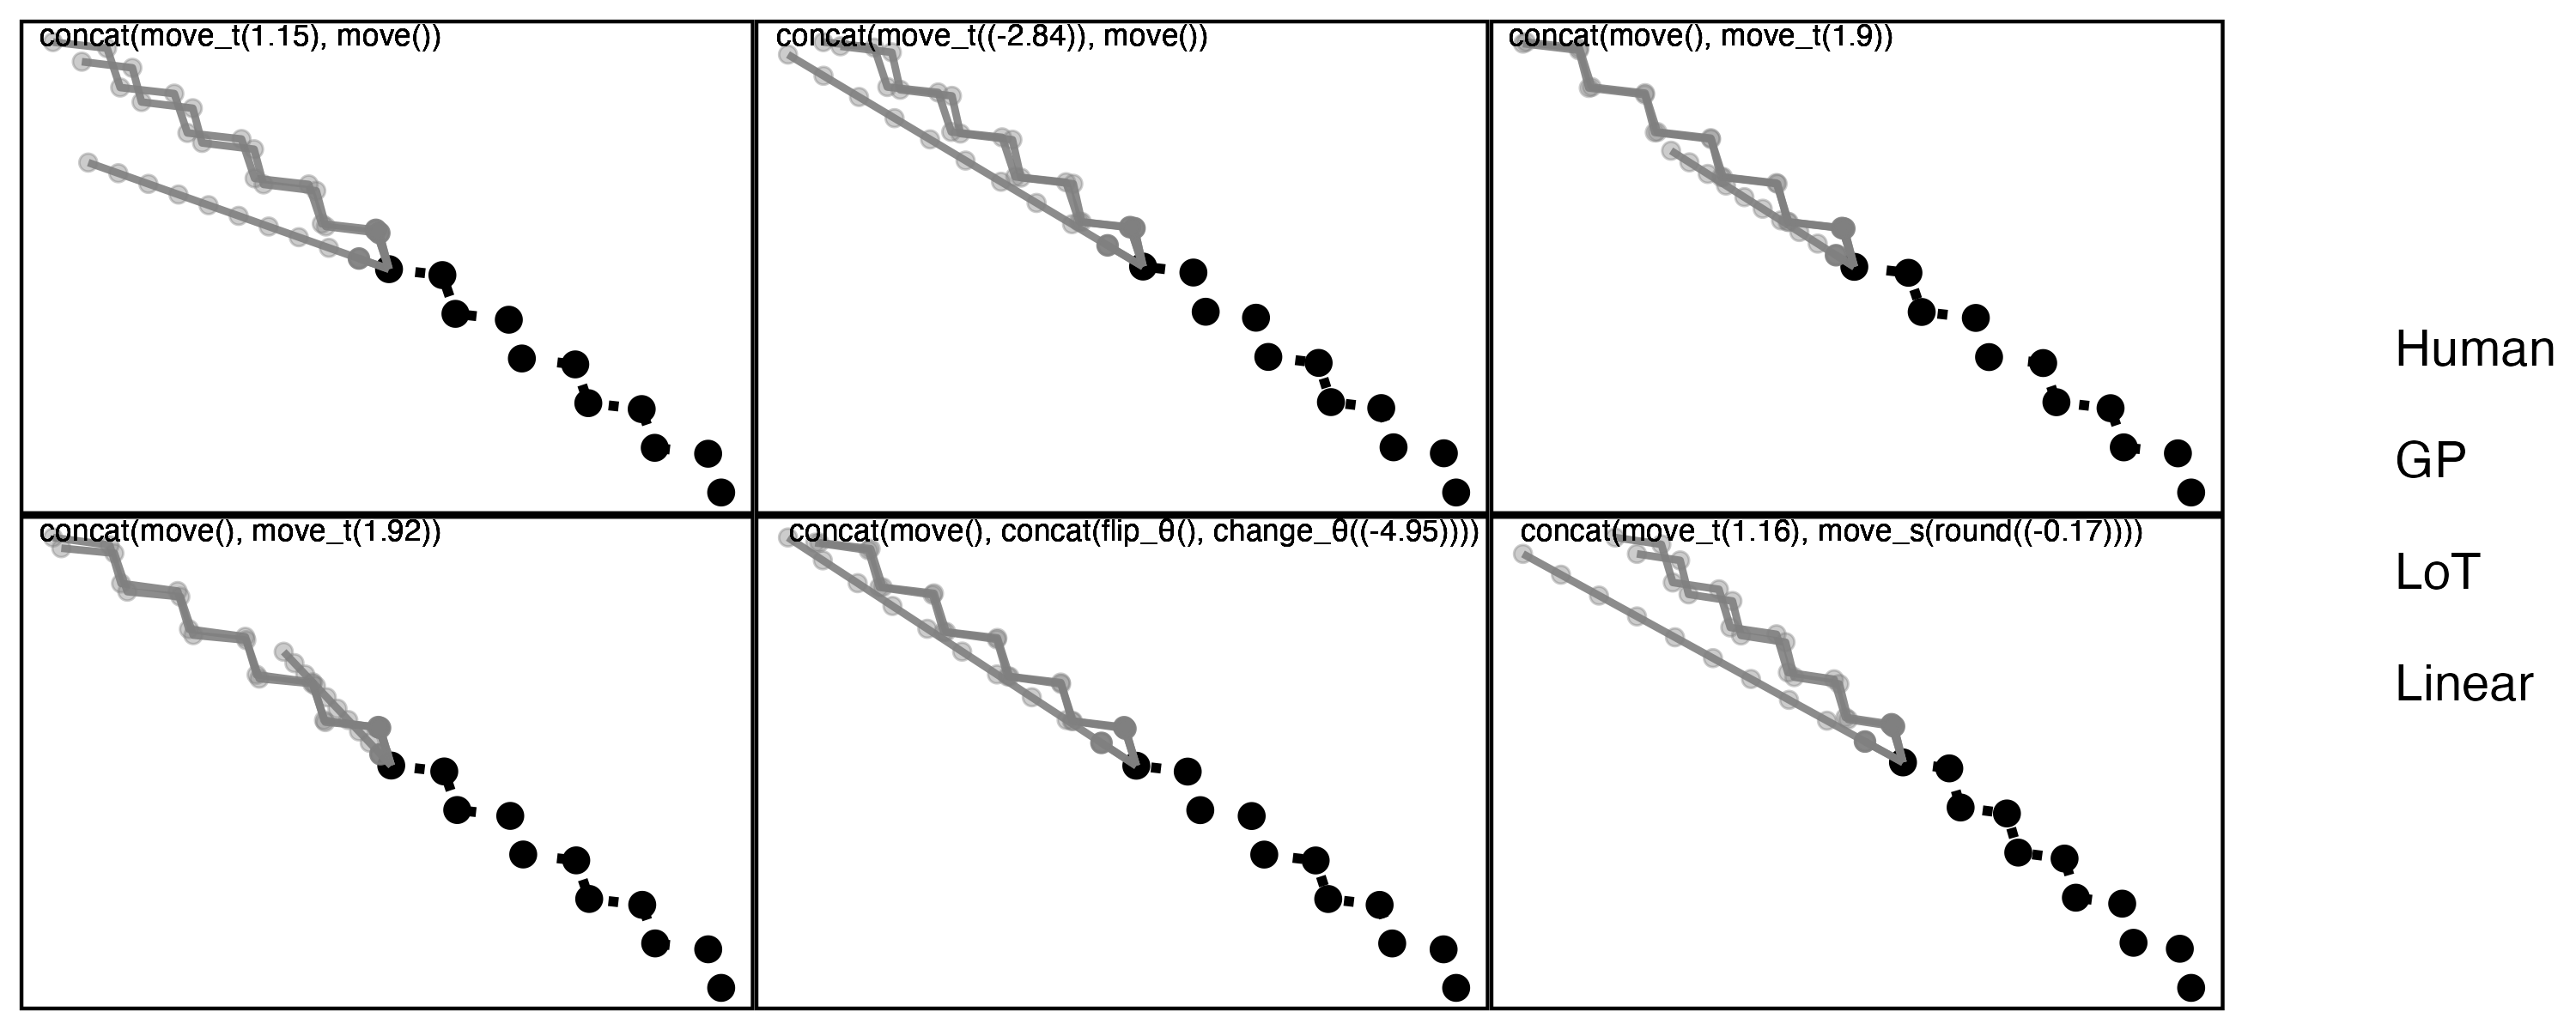 concat(move_t(1.15), move())
concat(move_t((-2.84)), move())
concat(move(), move_t(1.9))
concat(move(), move_t(1.92))
concat(move(), concat(flip_θ(), change_θ((-4.95))))
concat(move_t(1.16), move_s(round((-0.17))))
Human
GP
LoT
Linear